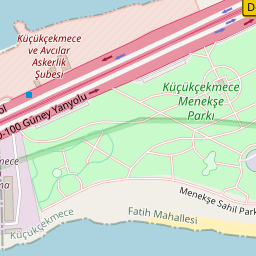 D
Küçükçekmece
ve Avcılar
Askerlik
Şubesi
Küçükçekmece
Menekşe
Parkı
-100 Güney Yanyolu
Menekşe Sahil Park
Fatih Mahallesi
Küçükçekmece